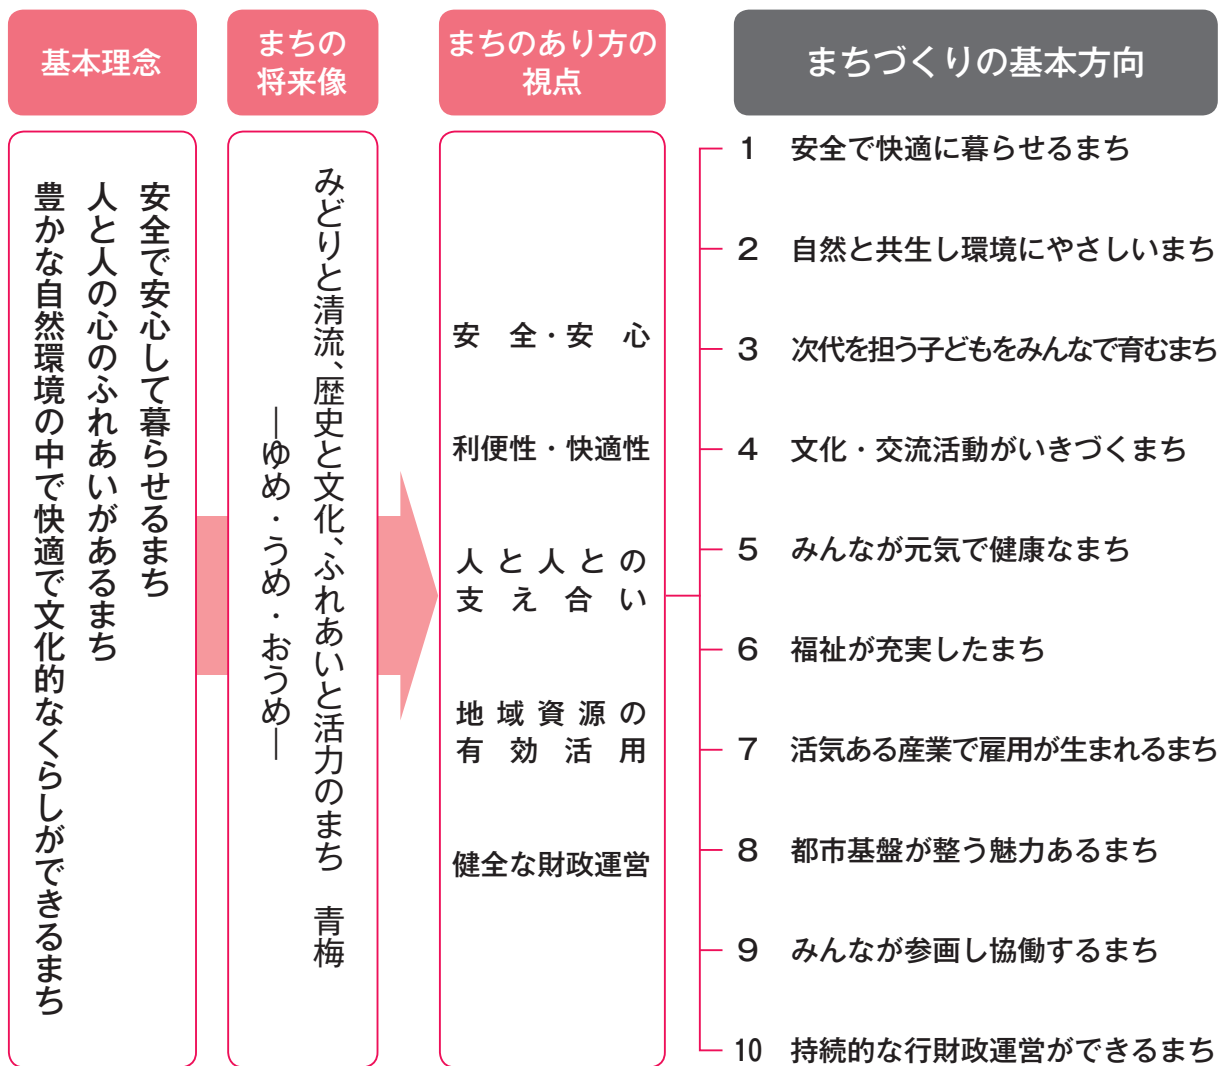 基本理念
まちの
将来像
まちのあり方の
視点
まちづくりの基本方向
安全で安心して暮らせるまち
人と人の心のふれあいがあるまち
豊かな自然環境の中で快適で文化的なくらしができるまち
みどりと清流、歴史と文化、ふれあいと活力のまち　青梅
―ゆめ・うめ・おうめ―
安全・安心
利便性・快適性
人と人との
支え合い
地域資源の
有効活用
健全な財政運営
1 安全で快適に暮らせるまち
2 自然と共生し環境にやさしいまち
3 次代を担う子どもをみんなで育むまち
4 文化・交流活動がいきづくまち
5 みんなが元気で健康なまち
6 福祉が充実したまち
7 活気ある産業で雇用が生まれるまち
8 都市基盤が整う魅力あるまち
9 みんなが参画し協働するまち
10 持続的な行財政運営ができるまち